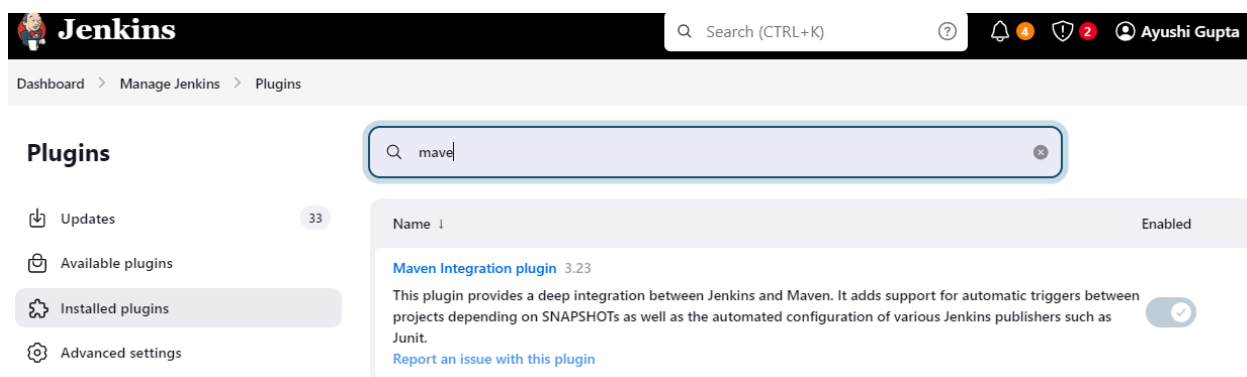 Jenkins
Search (CTRL+K)
4
2
Ayushi Gupta
Dashboard > Manage Jenkins > Plugins
Plugins
mave
Updates 33
Available plugins
Installed plugins
Advanced settings
Name ↓ Enabled
Maven Integration plugin 3.23
This plugin provides a deep integration between Jenkins and Maven. It adds support for automatic triggers between
projects depending on SNAPSHOTs as well as the automated configuration of various Jenkins publishers such as
Junit.
Report an issue with this plugin